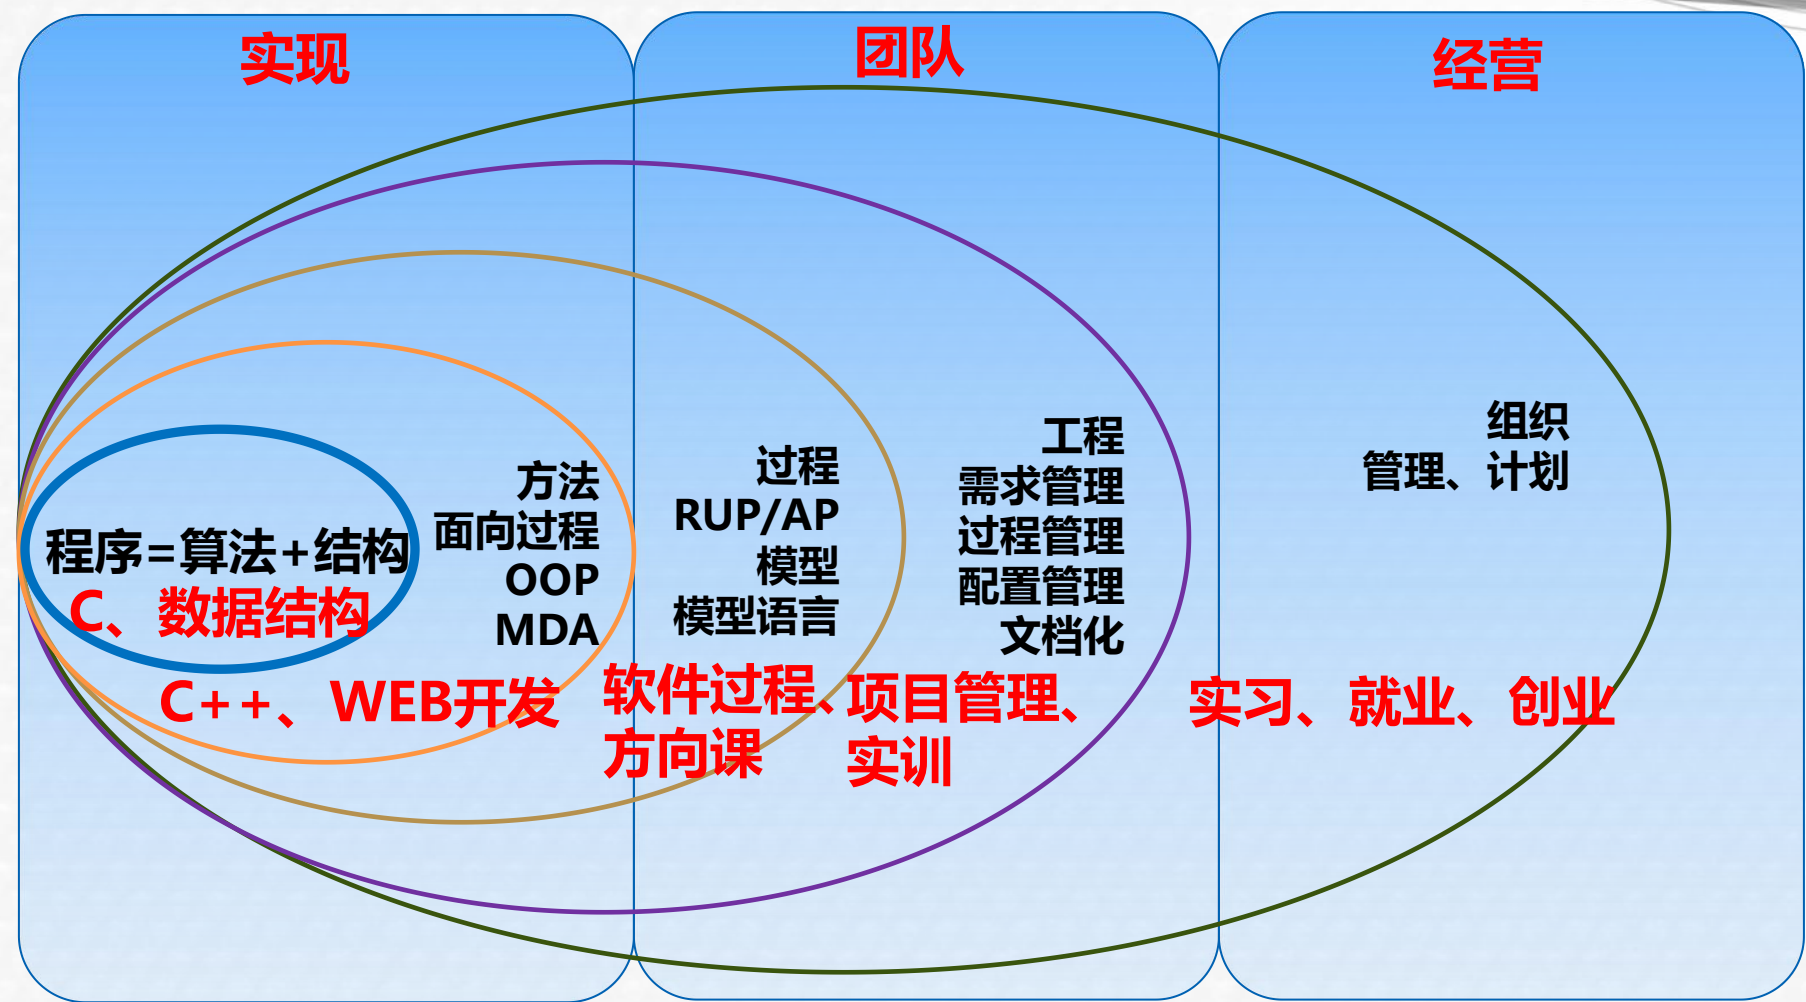 实现
团队
经营
程序=算法+结构
C、数据结构
方法
面向过程
OOP
MDA
C++、WEB开发
过程
RUP/AP
模型
模型语言
软件过程、
方向课
工程
需求管理
过程管理
配置管理
文档化
项目管理、
实训
组织
管理、计划
实习、就业、创业